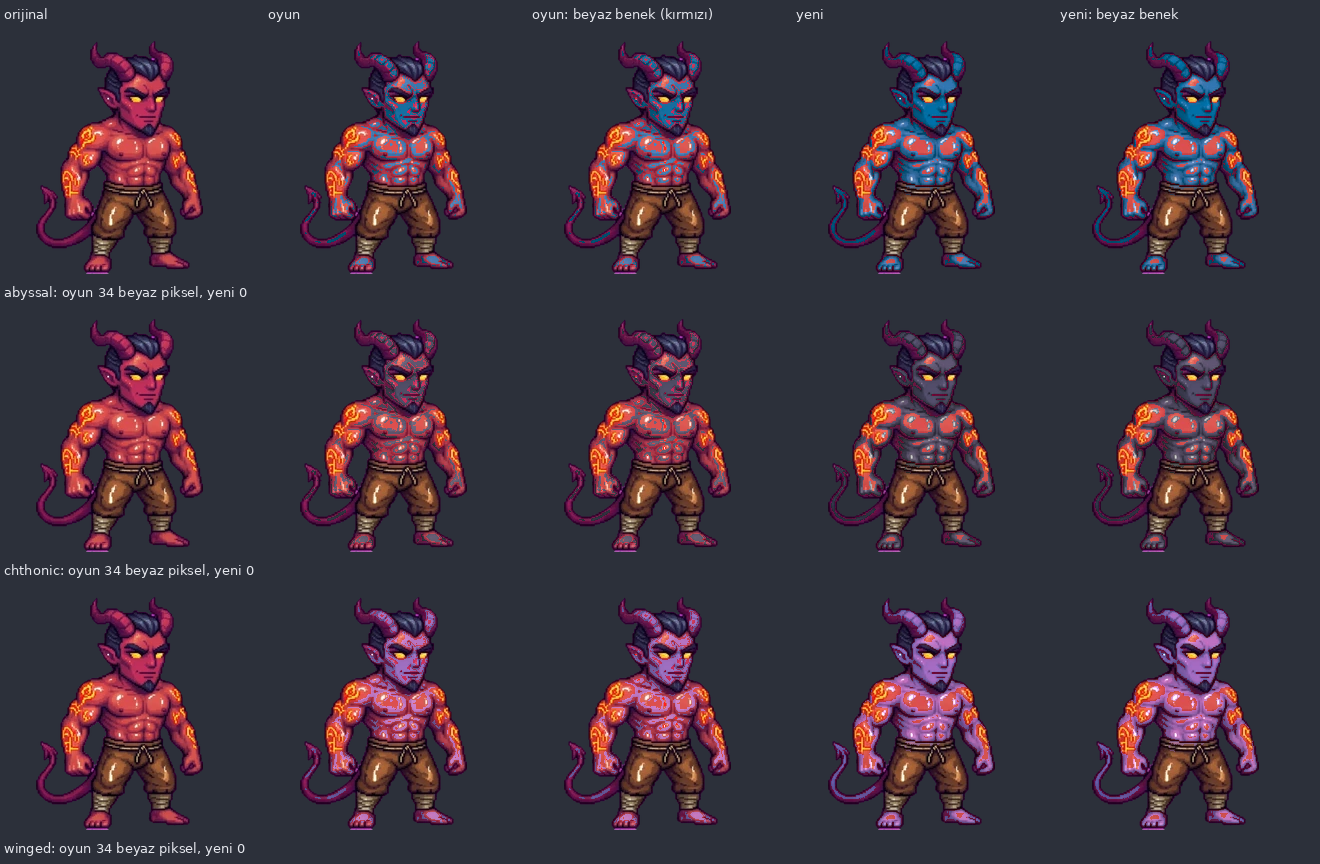 orijinal oyun oyun: beyaz benek (kırmızı) yeni yeni: beyaz benek
abyssal: oyun 34 beyaz piksel, yeni 0
chthonic: oyun 34 beyaz piksel, yeni 0
winged: oyun 34 beyaz piksel, yeni 0